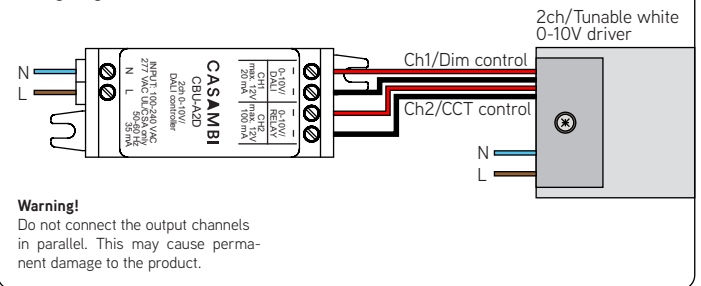 2ch/Tunable white
0-10V driver
Ch1/Dim control
Ch2/CCT control
N
L
N
L
CASAMBI
CBU-A2D
2ch 0-10V/
DALI controller
INPUT: 100-240 VAC
277 VAC UL/CSA only
50-60 Hz
35 mA
N L
0-10V/
DALI
CH1
max. 12V
20 mA
0-10V/
RELAY
CH2
max. 12V
100 mA
Warning!
Do not connect the output channels
in parallel. This may cause perma-
nent damage to the product.